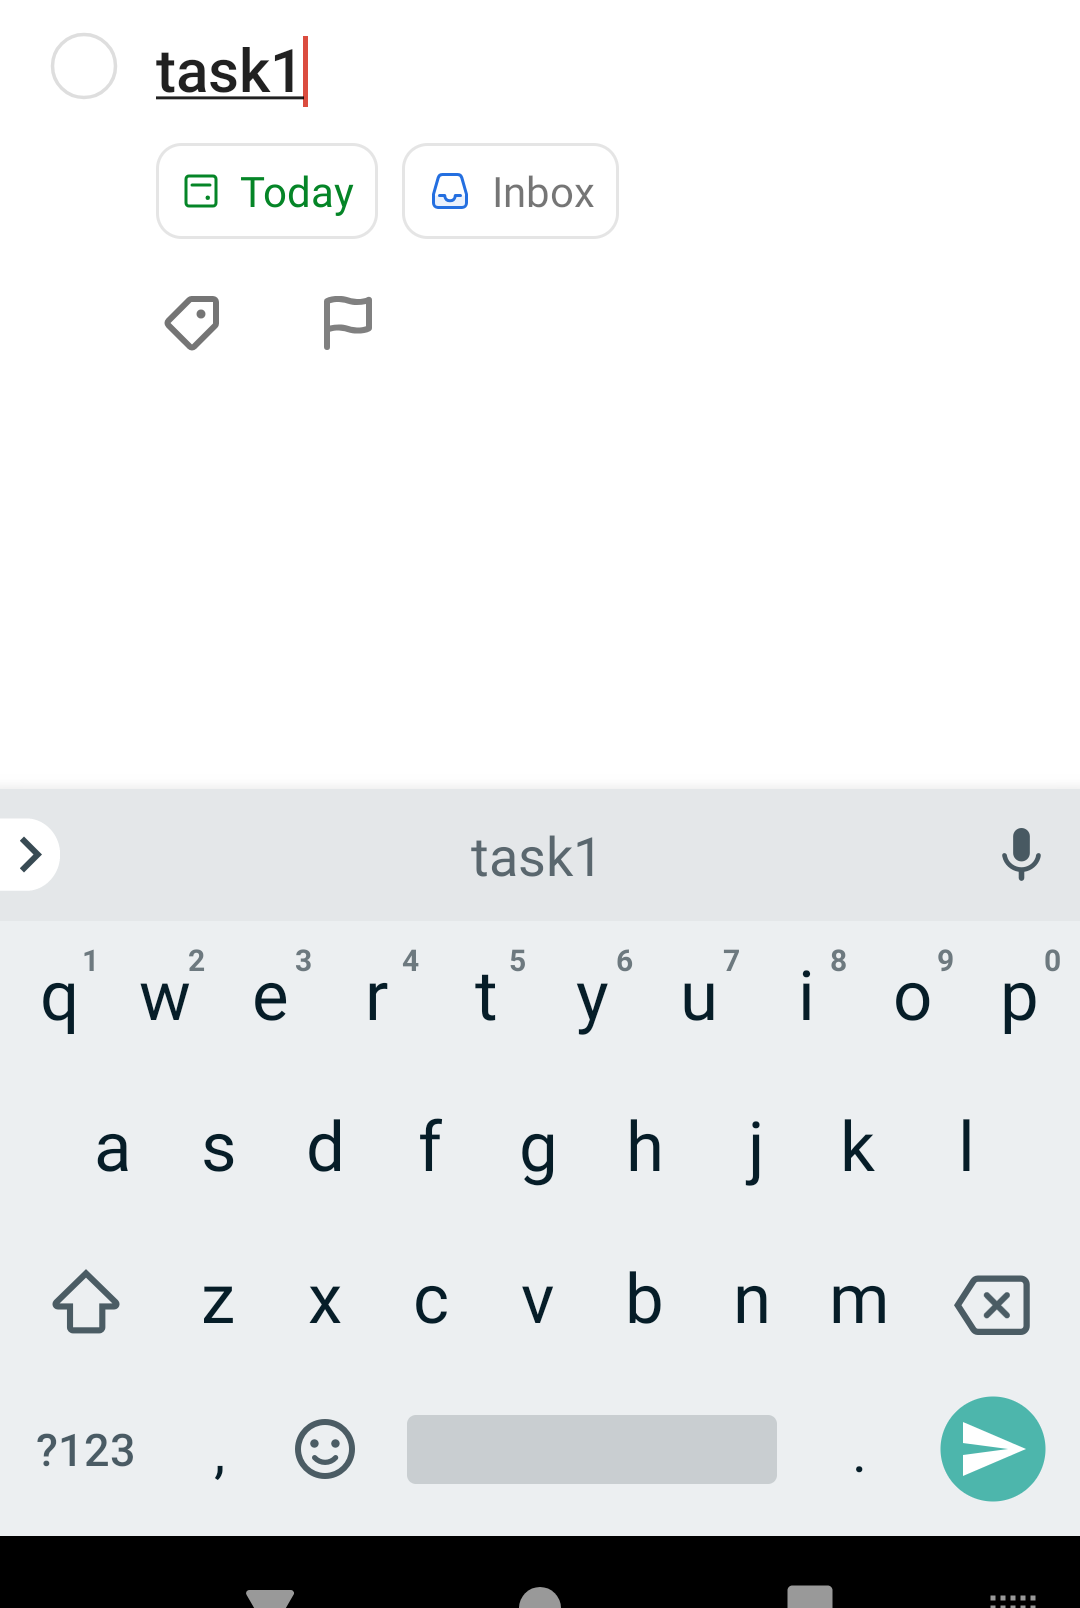 task1
Today Inbox
task1
1 2 3 4 5 6 7 8 9 0
q w e r t y u i o p
a s d f g h j k l
z x c v b n m
?123 , .